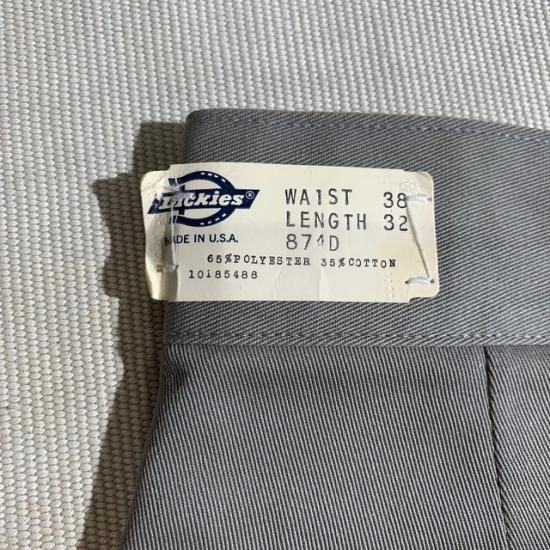 Dickies®
WAIST 38
LENGTH 32
874D
MADE IN U.S.A.
65%POLYESTER 35%COTTON
10185488